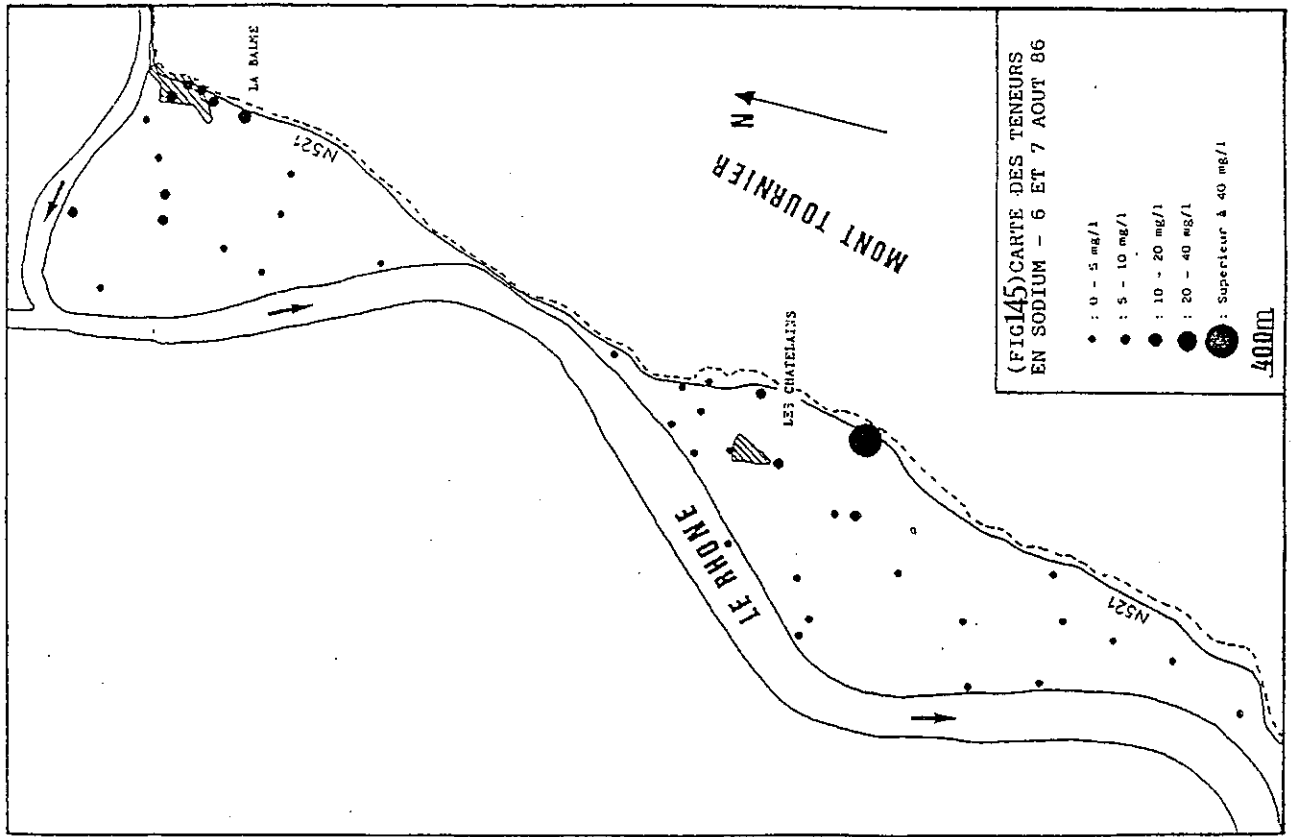 LA BALME
N521
N
MONT TOURNIER
LES CHATELAINS
LE RHONE
N521
(FIG145)CARTE DES TENEURS
EN SODIUM - 6 ET 7 AOUT 86
: 0 - 5 mg/l
: 5 - 10 mg/l
: 10 - 20 mg/l
: 20 - 40 mg/l
: Superieur à 40 mg/l
400m